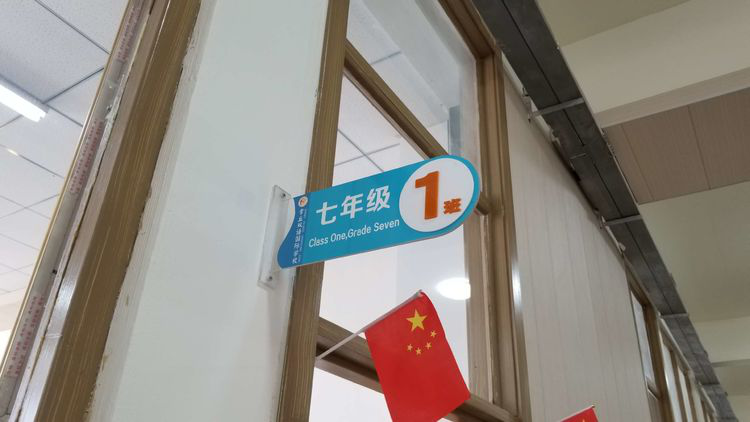 七年级
1班
Class One,Grade Seven